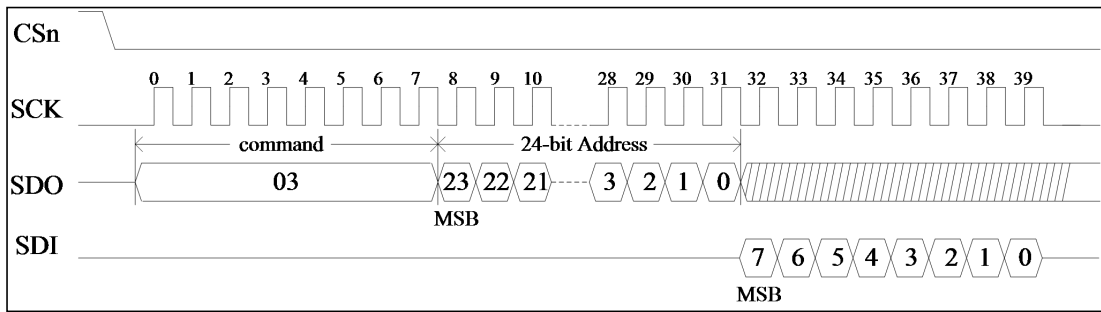 CSn
0 1 2 3 4 5 6 7 8 9 10 28 29 30 31 32 33 34 35 36 37 38 39
SCK
command 24-bit Address
SDO 03 23 22 21 3 2 1 0
MSB
SDI 7 6 5 4 3 2 1 0
MSB